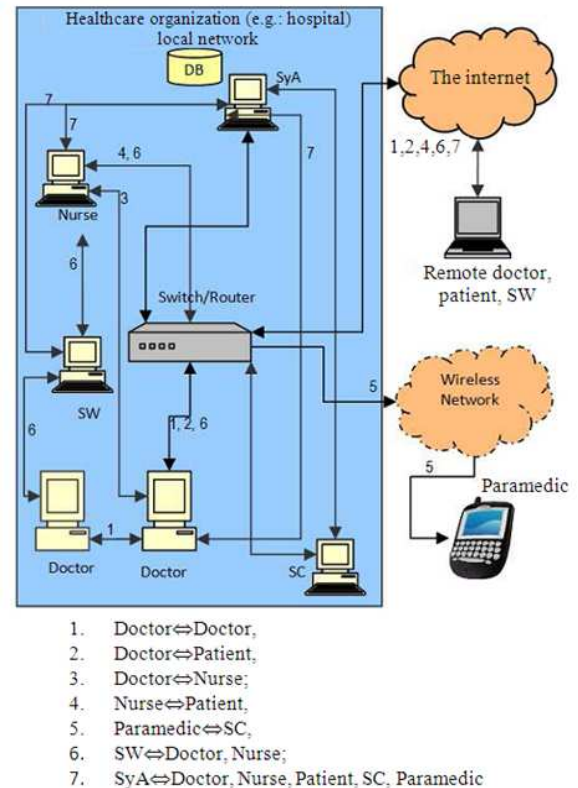 Healthcare organization (e.g.: hospital)
local network
DB
SyA
The internet
7
7
4, 6
7
1,2,4,6,7
3
Nurse
Remote doctor,
patient, SW
6
Switch/Router
Wireless
Network
5
SW
6
1, 2, 6
5
Paramedic
1
Doctor
Doctor
SC
1. Doctor⇔Doctor,
2. Doctor⇔Patient,
3. Doctor⇔Nurse;
4. Nurse⇔Patient,
5. Paramedic⇔SC,
6. SW⇔Doctor, Nurse;
7. SyA⇔Doctor, Nurse, Patient, SC, Paramedic